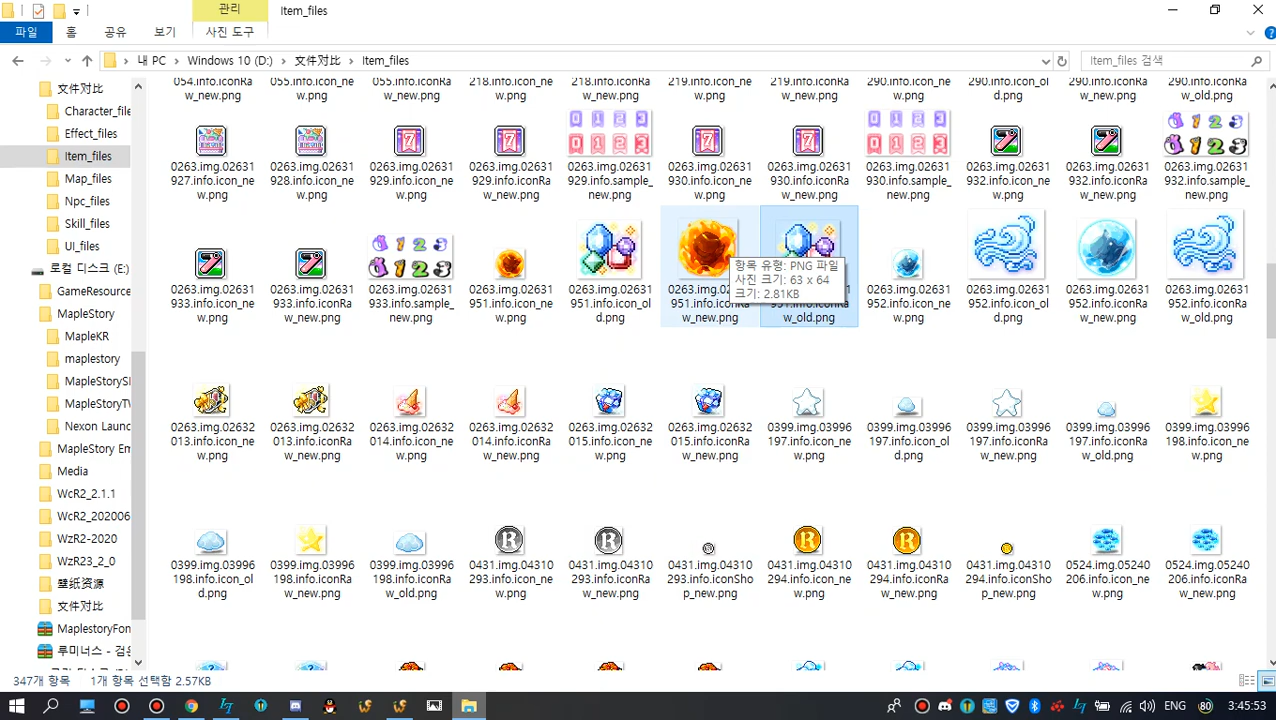 관리
Item_files
파일
홈
공유
보기
사진 도구
내 PC
Windows 10 (D:)
文件对比
Item_files
Item_files 검색
文件对比
Character_file
Effect_files
Item_files
Map_files
Npc_files
Skill_files
UI_files
로컬 디스크 (E:)
GameResource
MapleStory
MapleKR
maplestory
MapleStorySE
MapleStoryTV
Nexon Launc
MapleStory Em
Media
WcR2_2.1.1
WcR2_202006
WzR2-2020
WzR23_2_0
壁纸资源
文件对比
MaplestoryFon
루미너스 - 검은
054.info.iconRa
w_new.png
055.info.icon_ne
w.png
055.info.iconRa
w_new.png
218.info.icon_ne
w.png
218.info.iconRa
w_new.png
219.info.icon_ne
w.png
219.info.iconRa
w_new.png
290.info.icon_ne
w.png
290.info.icon_ol
d.png
290.info.iconRa
w_new.png
290.info.iconRa
w_old.png
0263.img.02631
927.info.icon_ne
w.png
0263.img.02631
928.info.icon_ne
w.png
0263.img.02631
929.info.icon_ne
w.png
0263.img.02631
929.info.iconRa
w_new.png
0263.img.02631
929.info.sample_
new.png
0263.img.02631
930.info.icon_ne
w.png
0263.img.02631
930.info.iconRa
w_new.png
0263.img.02631
930.info.sample_
new.png
0263.img.02631
932.info.icon_ne
w.png
0263.img.02631
932.info.iconRa
w_new.png
0263.img.02631
932.info.sample_
new.png
0263.img.02631
933.info.icon_ne
w.png
0263.img.02631
933.info.iconRa
w_new.png
0263.img.02631
933.info.sample_
new.png
0263.img.02631
951.info.icon_ne
w.png
0263.img.02631
951.info.icon_ol
d.png
0263.img.02631
951.info.iconRa
w_new.png
951.info.iconRa
w_old.png
항목 유형: PNG 파일
사진 크기: 63 x 64
크기: 2.81KB
0263.img.02631
952.info.icon_ne
w.png
0263.img.02631
952.info.icon_ol
d.png
0263.img.02631
952.info.iconRa
w_new.png
0263.img.02631
952.info.iconRa
w_old.png
0263.img.02632
013.info.icon_ne
w.png
0263.img.02632
013.info.iconRa
w_new.png
0263.img.02632
014.info.icon_ne
w.png
0263.img.02632
014.info.iconRa
w_new.png
0263.img.02632
015.info.icon_ne
w.png
0263.img.02632
015.info.iconRa
w_new.png
0399.img.03996
197.info.icon_ne
w.png
0399.img.03996
197.info.icon_ol
d.png
0399.img.03996
197.info.iconRa
w_new.png
0399.img.03996
197.info.iconRa
w_old.png
0399.img.03996
198.info.icon_ne
w.png
0399.img.03996
198.info.icon_ol
d.png
0399.img.03996
198.info.iconRa
w_new.png
0399.img.03996
198.info.iconRa
w_old.png
0431.img.04310
293.info.icon_ne
w.png
0431.img.04310
293.info.iconRa
w_new.png
0431.img.04310
293.info.iconSho
p_new.png
0431.img.04310
294.info.icon_ne
w.png
0431.img.04310
294.info.iconRa
w_new.png
0431.img.04310
294.info.iconSho
p_new.png
0524.img.05240
206.info.icon_ne
w.png
0524.img.05240
206.info.iconRa
w_new.png
347개 항목
1개 항목 선택함 2.57KB
ENG
80
3:45:53